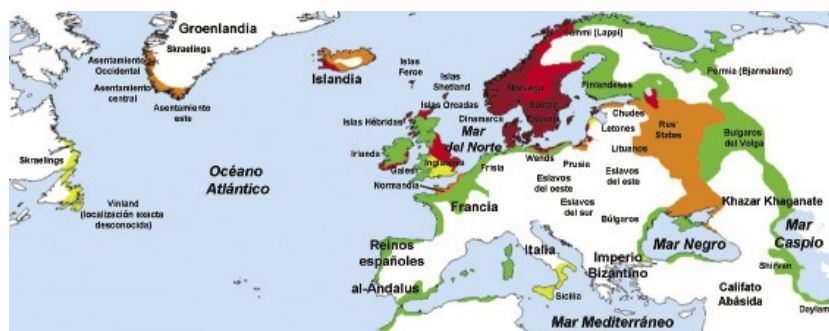 Groenlandia
Skraelings
Asentamiento
Occidental
Asentamiento
central
Asentamiento
este
Skraelings
Vinland
(localización exacta
desconocida)
Océano
Atlántico
Islandia
Islas
Feroe
Islas
Shetland
Islas Orcadas
Islas Hébridas
Irlanda
Gales
Inglaterra
Normandía
Mar
del Norte
Dinamarca
Noruega
Suecia
Sammi (Lappi)
Finlandeses
Permia (Bjarmaland)
Chudes
Letones
Lituanos
Rus'
States
Bulgaros
del Volga
Wends
Prusia
Frisia
Eslavos
del oeste
Eslavos
del este
Eslavos
del sur
Búlgaros
Francia
Khazar Khaganate
Mar
Caspio
Mar Negro
Reinos
españoles
al-Andalus
Italia
Sicilia
Imperio
Bizantino
Shirvan
Califato
Abásida
Daylam
Mar Mediterráneo